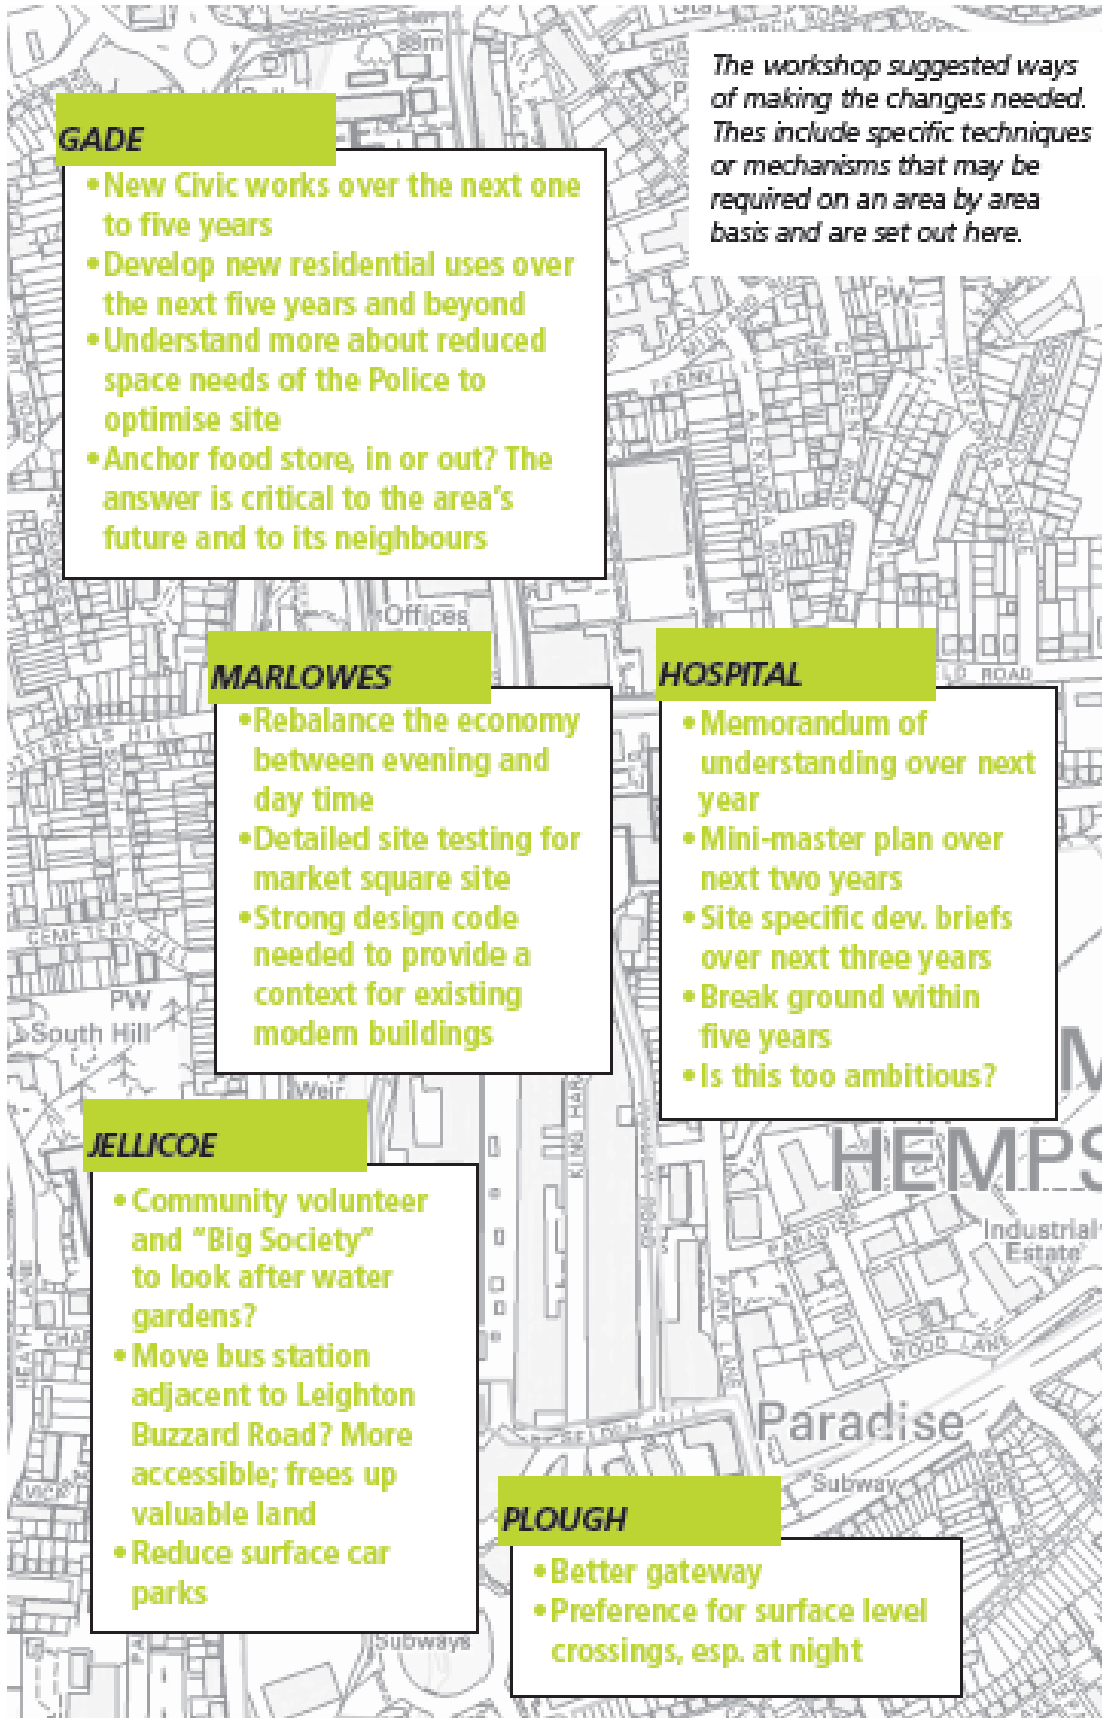 The workshop suggested ways
of making the changes needed.
Thes include specific techniques
or mechanisms that may be
required on an area by area
basis and are set out here.
GADE
•New Civic works over the next one
to five years
•Develop new residential uses over
the next five years and beyond
•Understand more about reduced
space needs of the Police to
optimise site
•Anchor food store, in or out? The
answer is critical to the area's
future and to its neighbours
Offices
MARLOWES
•Rebalance the economy
between evening and
day time
•Detailed site testing for
market square site
•Strong design code
needed to provide a
context for existing
modern buildings
HOSPITAL
•Memorandum of
understanding over next
year
•Mini-master plan over
next two years
•Site specific dev. briefs
over next three years
•Break ground within
five years
•Is this too ambitious?
ROAD
PW
CEMETERY HILL
PW
South Hill
Weir
JELLICOE
•Community volunteer
and "Big Society"
to look after water
gardens?
•Move bus station
adjacent to Leighton
Buzzard Road? More
accessible; frees up
valuable land
•Reduce surface car
parks
HEMPS
Industrial
Estate
PARADISE
WOOD LANE
HEATH LANE
Paradise
Subway
PLOUGH
•Better gateway
•Preference for surface level
crossings, esp. at night
Subways